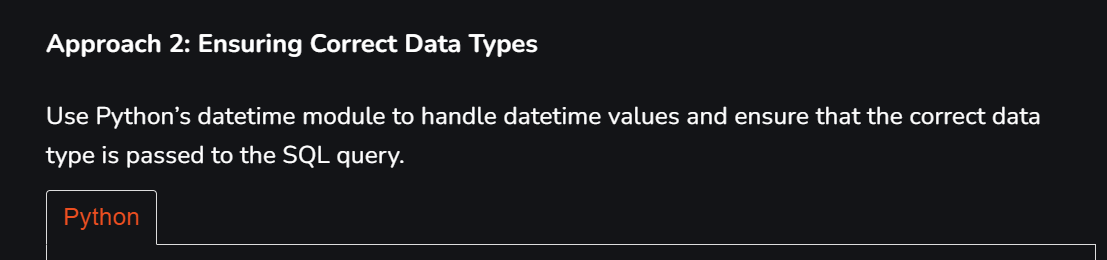 Approach 2: Ensuring Correct Data Types
Use Python’s datetime module to handle datetime values and ensure that the correct data
type is passed to the SQL query.
Python